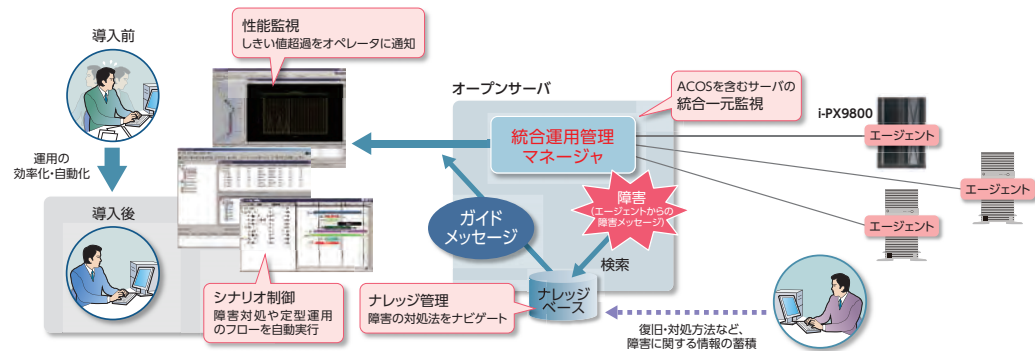 導入前
運用の
効率化・自動化
導入後
性能監視
しきい値超過をオペレータに通知
シナリオ制御
障害対処や定型運用
のフローを自動実行
オープンサーバ
統合運用管理
マネージャ
ACOSを含むサーバの
統合一元監視
ガイド
メッセージ
障害
(エージェントからの
障害メッセージ)
検索
ナレッジ
ベース
ナレッジ管理
障害の対処法をナビゲート
i-PX9800
エージェント
エージェント
エージェント
復旧・対処方法など、
障害に関する情報の蓄積